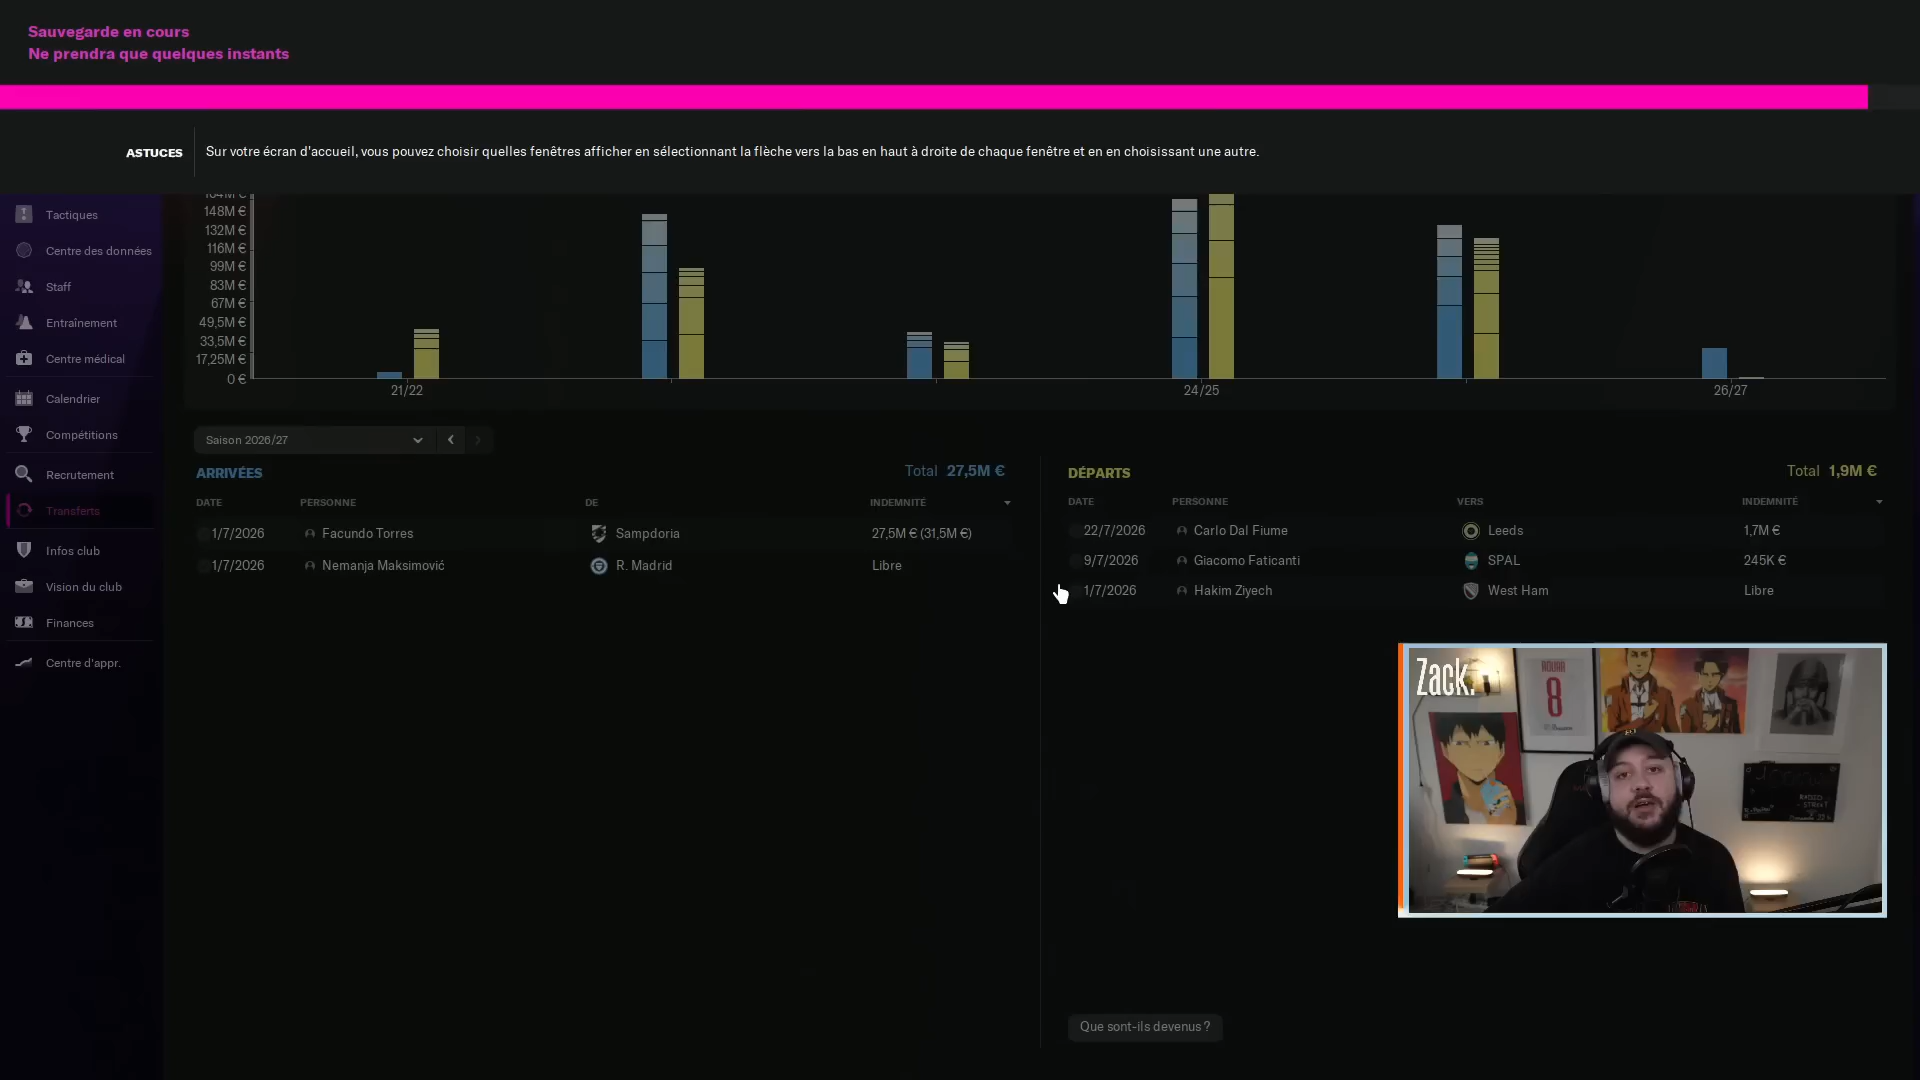 Sauvegarde en cours
Ne prendra que quelques instants
ASTUCES
Sur votre écran d'accueil, vous pouvez choisir quelles fenêtres afficher en sélectionnant la flèche vers la bas en haut à droite de chaque fenêtre et en en choisissant une autre.
Tactiques
Centre des données
Staff
Entraînement
Centre médical
Calendrier
Compétitions
Recrutement
Transferts
Infos club
Vision du club
Finances
Centre d'appr.
164M €
148M €
132M €
116M €
99M €
83M €
67M €
49,5M €
33,5M €
17,25M €
0 €
21/22
24/25
26/27
Saison 2026/27
ARRIVÉES
Total 27,5M €
DATE PERSONNE DE INDEMNITÉ
1/7/2026 Facundo Torres Sampdoria 27,5M € (31,5M €)
1/7/2026 Nemanja Maksimović R. Madrid Libre
DÉPARTS
Total 1,9M €
DATE PERSONNE VERS INDEMNITÉ
22/7/2026 Carlo Dal Fiume Leeds 1,7M €
9/7/2026 Giacomo Faticanti SPAL 245K €
1/7/2026 Hakim Ziyech West Ham Libre
Zack.
8
Que sont-ils devenus ?